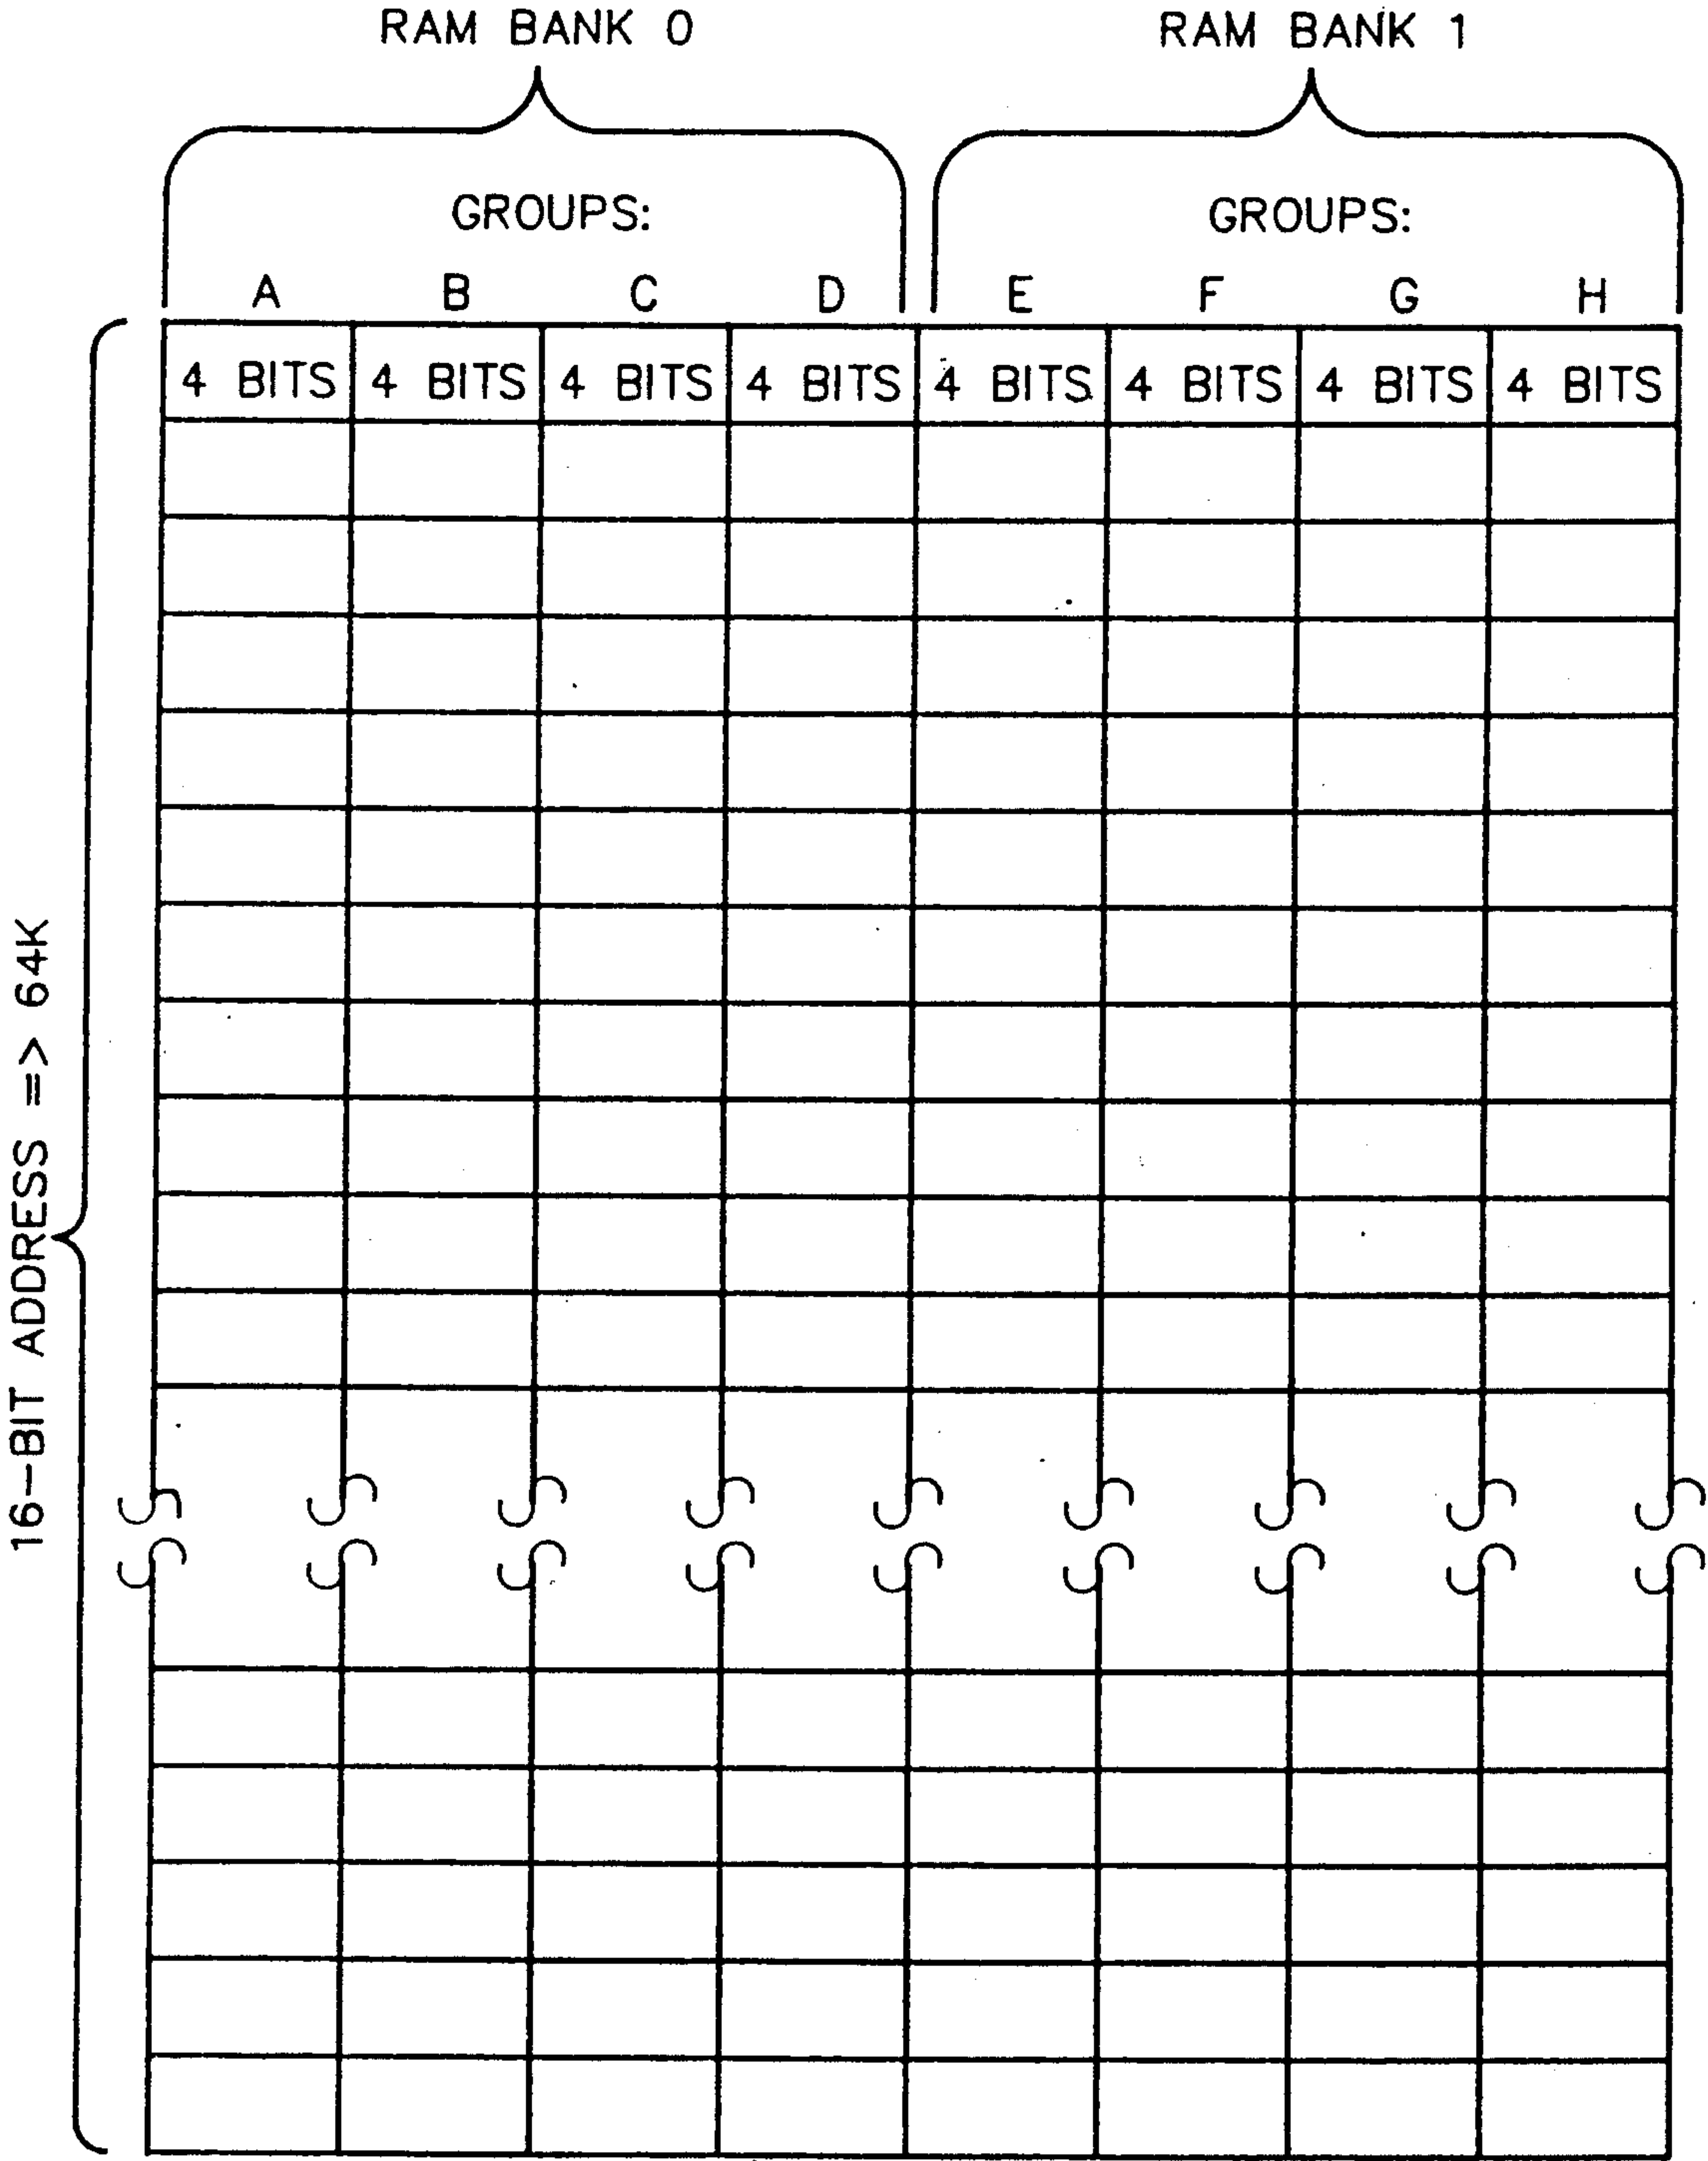 RAM BANK 0 RAM BANK 1
GROUPS: GROUPS:
A B C D E F G H
4 BITS 4 BITS 4 BITS 4 BITS 4 BITS 4 BITS 4 BITS 4 BITS
16-BIT ADDRESS => 64K